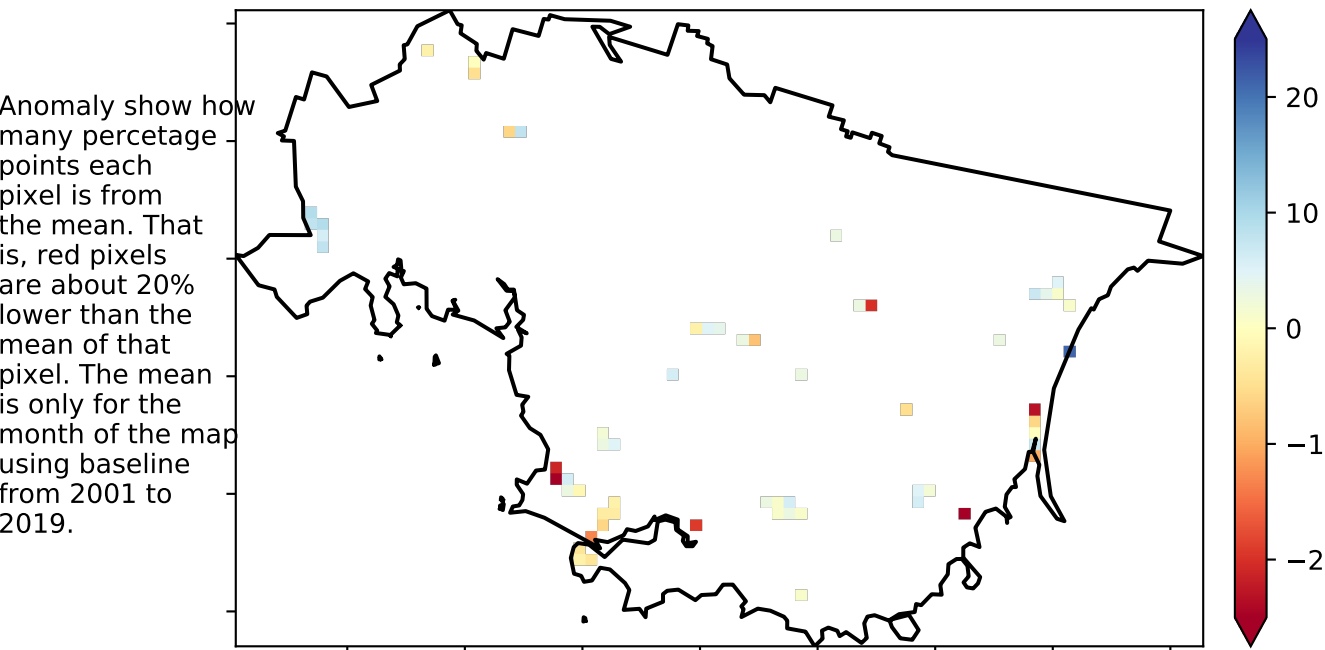 Anomaly show how
many percetage
points each
pixel is from
the mean. That
is, red pixels
are about 20%
lower than the
mean of that
pixel. The mean
is only for the
month of the map
using baseline
from 2001 to
2019.
20
10
0
−1
−2